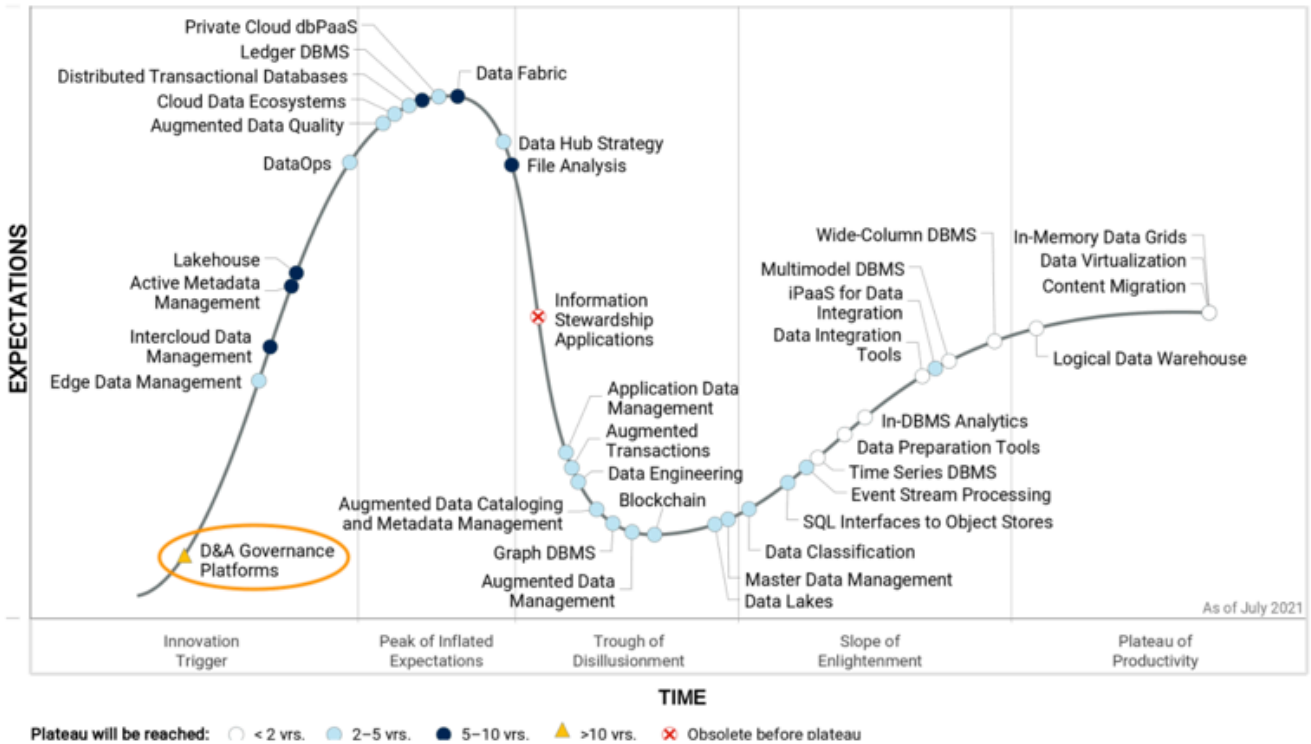 Private Cloud dbPaaS
Ledger DBMS
Distributed Transactional Databases
Cloud Data Ecosystems
Augmented Data Quality
DataOps
Data Fabric
Data Hub Strategy
File Analysis
Lakehouse
Active Metadata
Management
Intercloud Data
Management
Edge Data Management
D&A Governance
Platforms
Information
Stewardship
Applications
Application Data
Management
Augmented
Transactions
Data Engineering
Augmented Data Cataloging
and Metadata Management
Blockchain
Graph DBMS
Augmented Data
Management
Wide-Column DBMS
Multimodel DBMS
iPaaS for Data
Integration
Data Integration
Tools
In-DBMS Analytics
Data Preparation Tools
Time Series DBMS
Event Stream Processing
SQL Interfaces to Object Stores
Data Classification
Master Data Management
Data Lakes
In-Memory Data Grids
Data Virtualization
Content Migration
Logical Data Warehouse
As of July 2021
EXPECTATIONS
Innovation
Trigger
Peak of Inflated
Expectations
Trough of
Disillusionment
Slope of
Enlightenment
Plateau of
Productivity
TIME
Plateau will be reached: < 2 yrs. 2–5 yrs. 5–10 yrs. >10 yrs. Obsolete before plateau